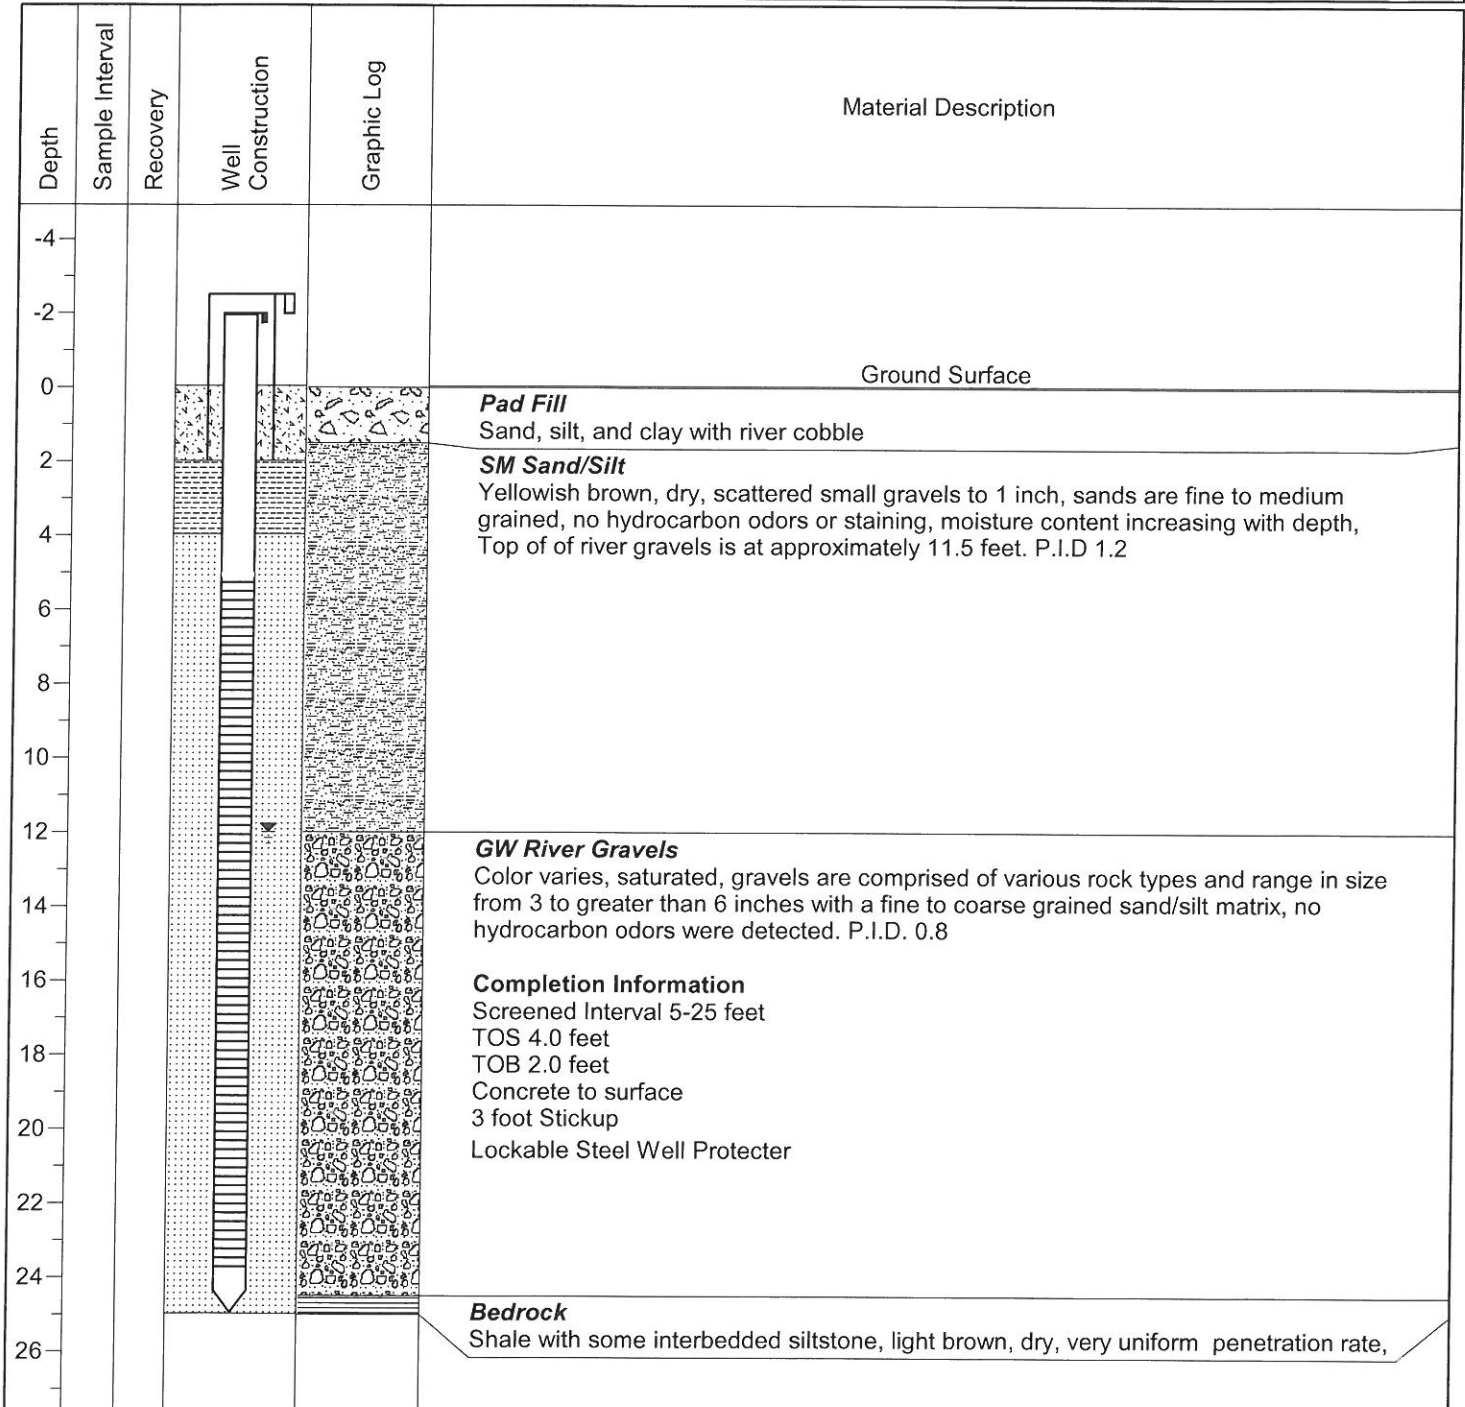 Depth
Sample Interval
Recovery
Well
Construction
Graphic Log
Material Description
-4
-2
0
2
4
6
8
10
12
14
16
18
20
22
24
26
Ground Surface
Pad Fill
Sand, silt, and clay with river cobble
SM Sand/Silt
Yellowish brown, dry, scattered small gravels to 1 inch, sands are fine to medium
grained, no hydrocarbon odors or staining, moisture content increasing with depth,
Top of of river gravels is at approximately 11.5 feet. P.I.D 1.2
GW River Gravels
Color varies, saturated, gravels are comprised of various rock types and range in size
from 3 to greater than 6 inches with a fine to coarse grained sand/silt matrix, no
hydrocarbon odors were detected. P.I.D. 0.8
Completion Information
Screened Interval 5-25 feet
TOS 4.0 feet
TOB 2.0 feet
Concrete to surface
3 foot Stickup
Lockable Steel Well Protecter
Bedrock
Shale with some interbedded siltstone, light brown, dry, very uniform penetration rate,